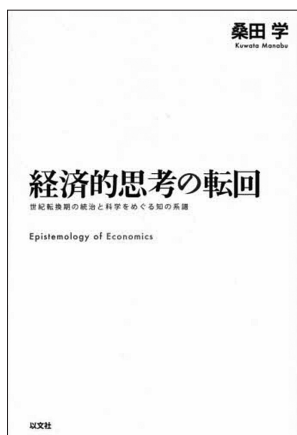 桑田 学
Kuwata Manabu
経済的思考の転回
世紀転換期の統治と科学をめぐる知の系譜
Epistemology of Economics
以文社